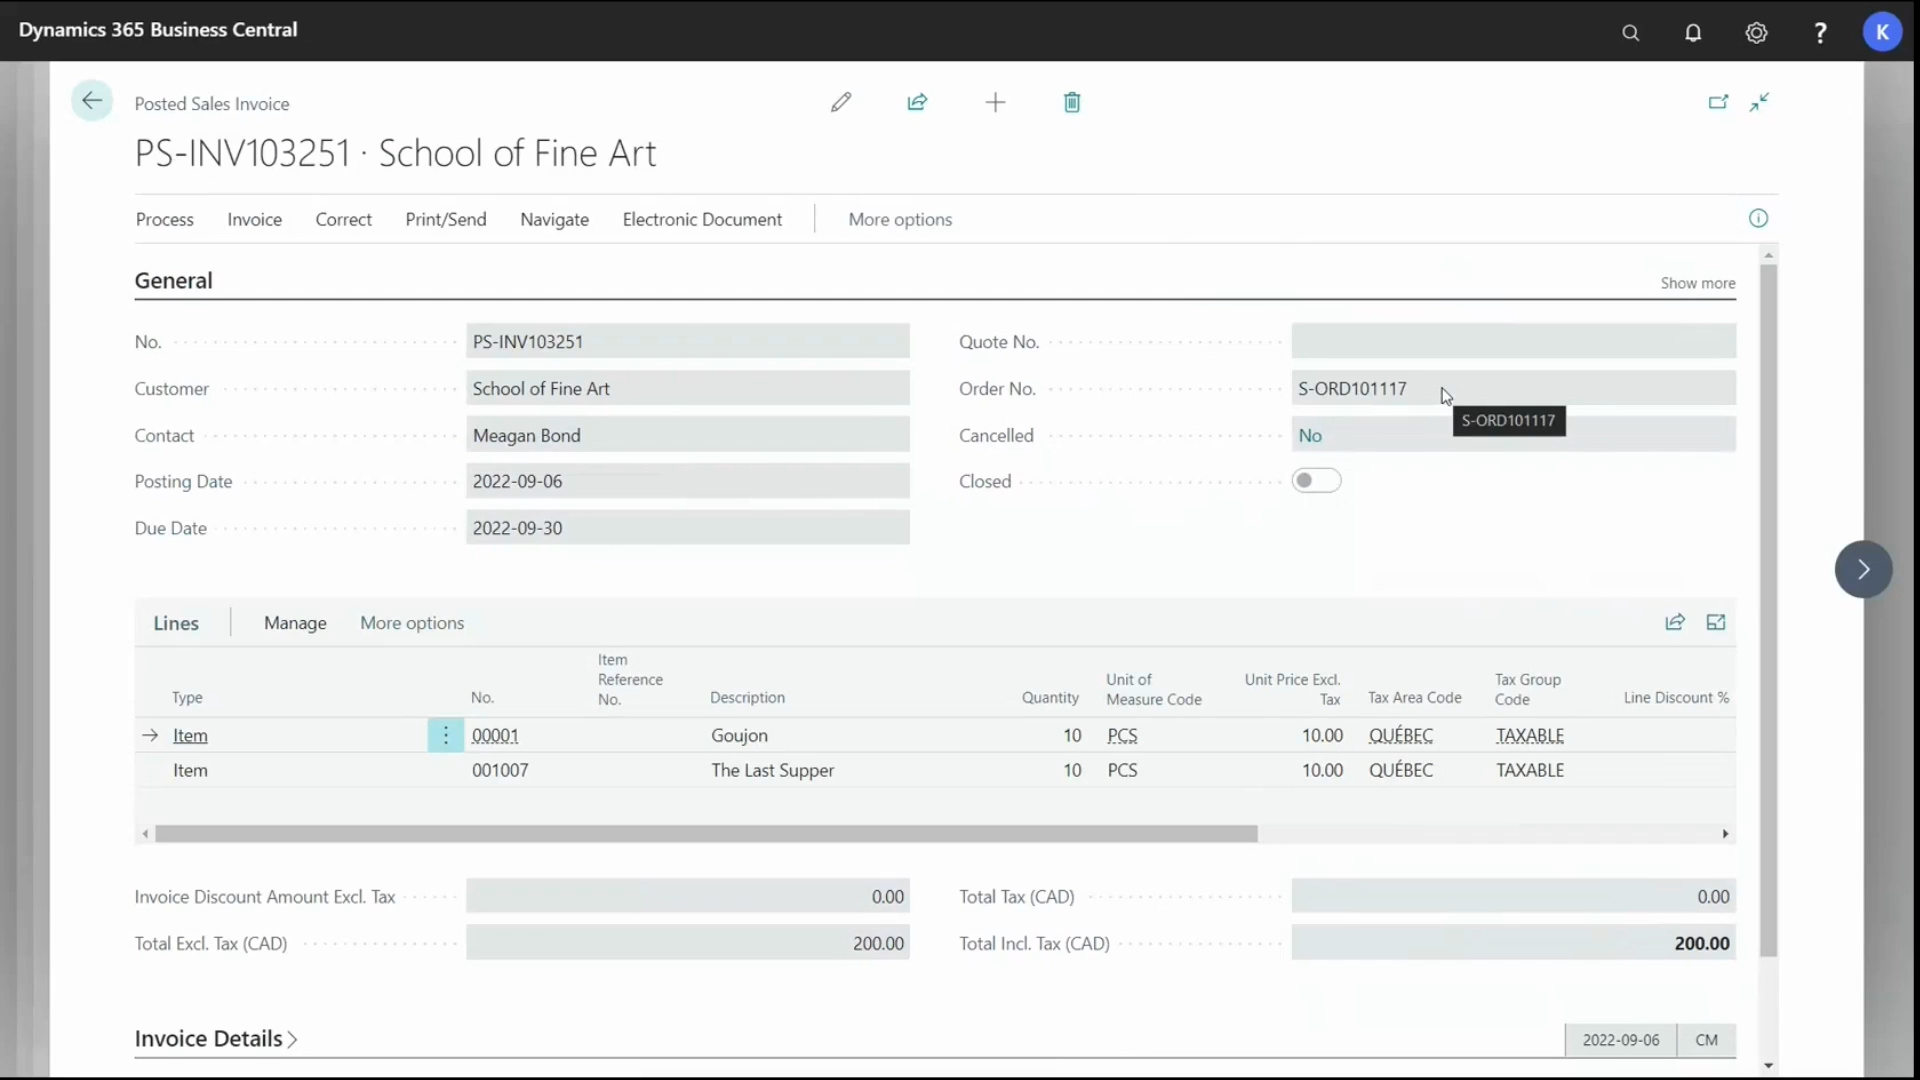 Dynamics 365 Business Central
?
K
Posted Sales Invoice
PS-INV103251 · School of Fine Art
Process Invoice Correct Print/Send Navigate Electronic Document More options
General Show more
No. PS-INV103251 Quote No.
Customer School of Fine Art Order No. S-ORD101117
S-ORD101117
Contact Meagan Bond Cancelled No
Posting Date 2022-09-06 Closed
Due Date 2022-09-30
Lines Manage More options
Type No. Item Reference No. Description Quantity Unit of Measure Code Unit Price Excl. Tax Tax Area Code Tax Group Code Line Discount %
Item 00001 Goujon 10 PCS 10.00 QUÉBEC TAXABLE
Item 001007 The Last Supper 10 PCS 10.00 QUÉBEC TAXABLE
Invoice Discount Amount Excl. Tax 0.00 Total Tax (CAD) 0.00
Total Excl. Tax (CAD) 200.00 Total Incl. Tax (CAD) 200.00
Invoice Details 2022-09-06 CM